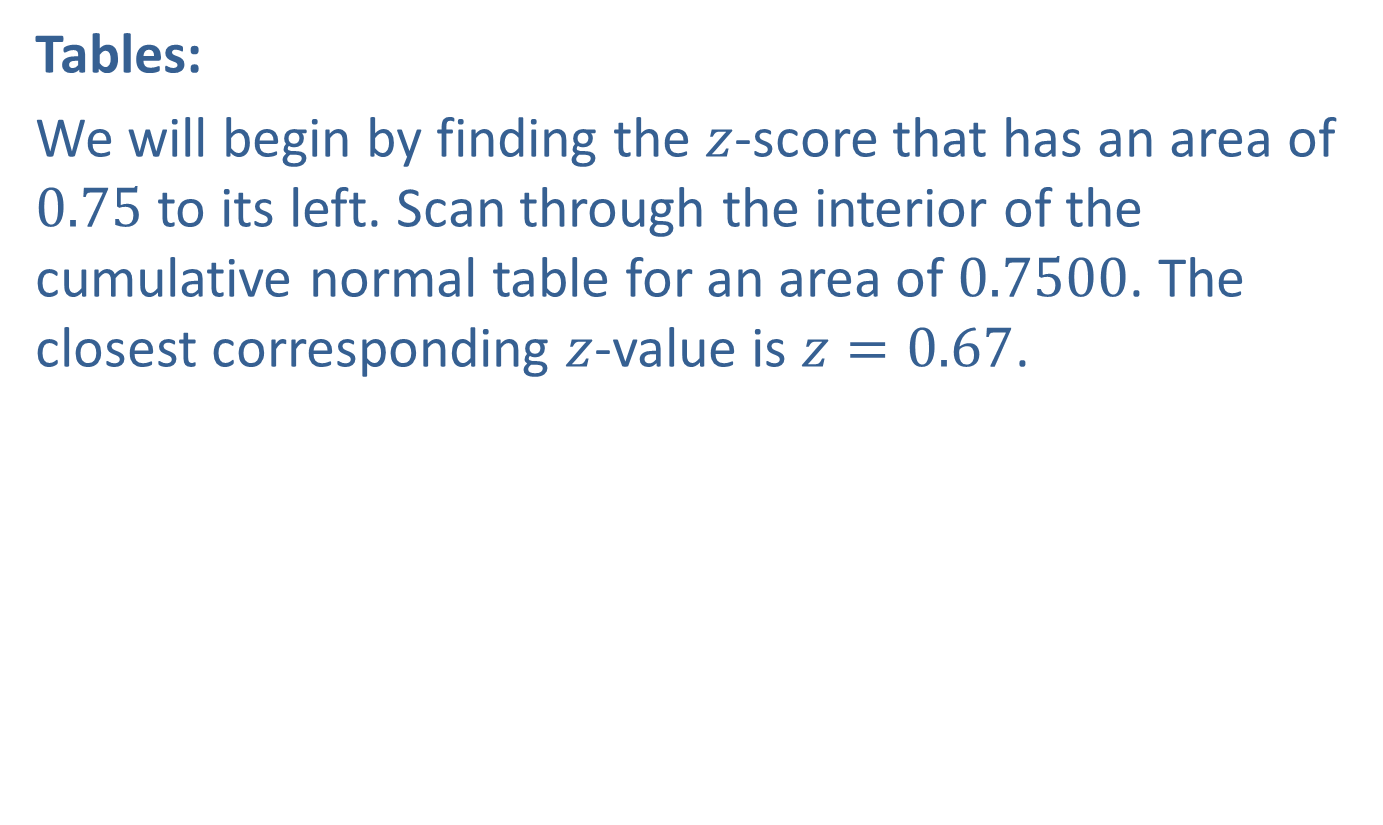 Tables:
We will begin by finding the z-score that has an area of
0.75 to its left. Scan through the interior of the
cumulative normal table for an area of 0.7500. The
closest corresponding z-value is z = 0.67.